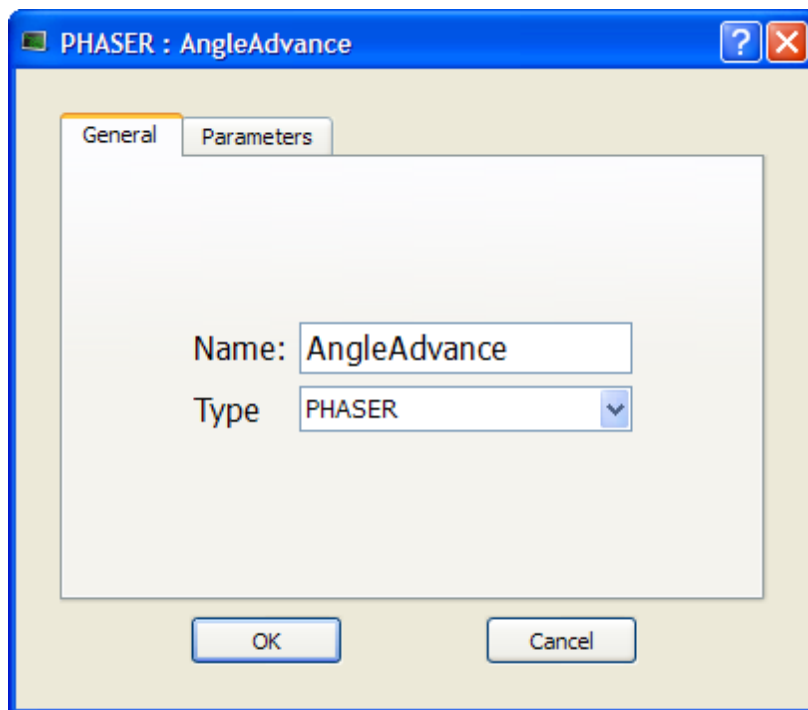 PHASER : AngleAdvance
?
General Parameters
Name: AngleAdvance
Type PHASER
OK Cancel